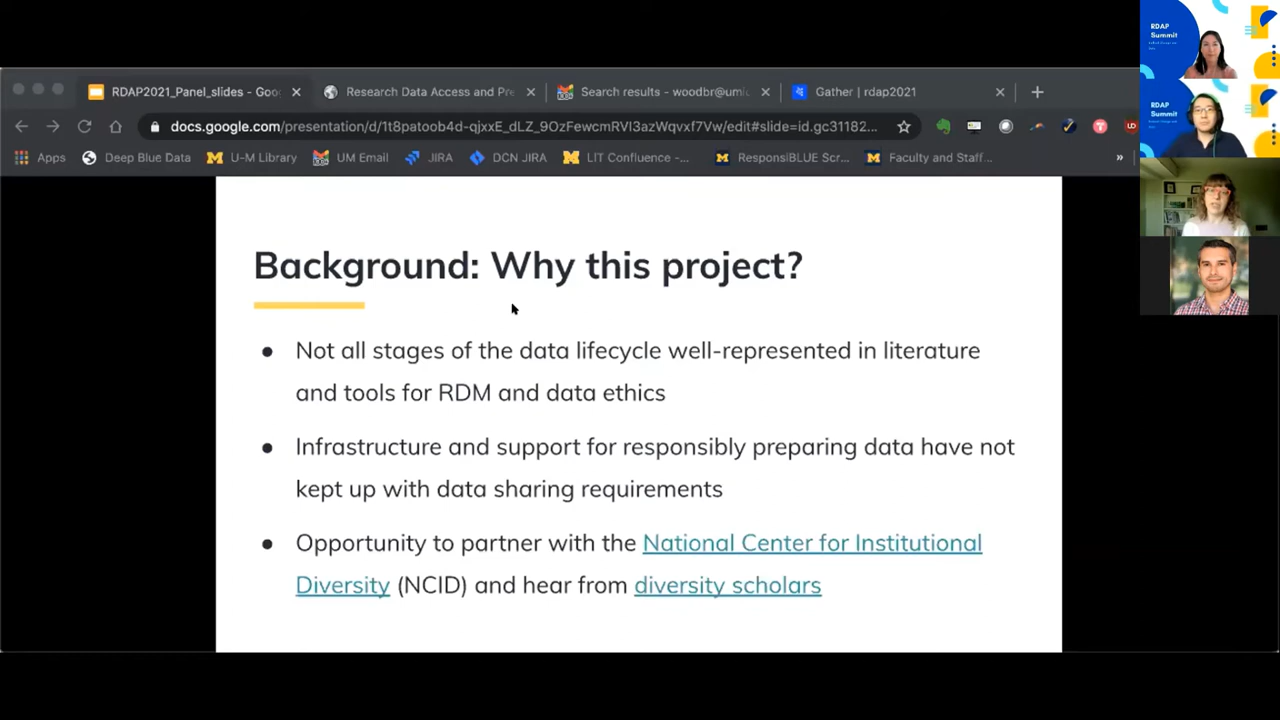 RDAP2021_Panel_slides - Goo
Research Data Access and Pre
Search results - woodbr@umi
Gather | rdap2021
docs.google.com/presentation/d/1t8patoob4d-qjxxE_dLZ_9OzFewcmRVI3azWqvxf7Vw/edit#slide=id.gc31182...
Apps
Deep Blue Data
U-M Library
UM Email
JIRA
DCN JIRA
LIT Confluence -...
ResponsiBLUE Scr...
Faculty and Staff...
»
RDAP
Summit
RDAP
Summit
Background: Why this project?
● Not all stages of the data lifecycle well-represented in literature
and tools for RDM and data ethics
● Infrastructure and support for responsibly preparing data have not
kept up with data sharing requirements
● Opportunity to partner with the National Center for Institutional
Diversity (NCID) and hear from diversity scholars